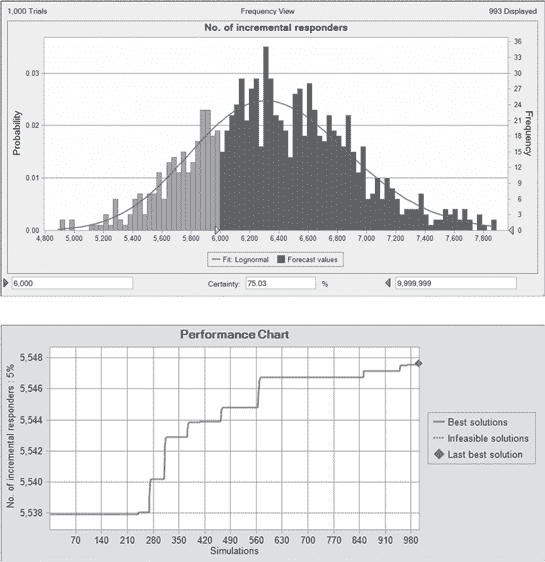 1,000 Trials Frequency View 993 Displayed
No. of incremental responders
Probability
0.03
0.02
0.01
0.00
36
33
30
27
24
21
18
15
12
9
6
3
0
Frequency
4,800 5,000 5,200 5,400 5,600 5,800 6,000 6,200 6,400 6,600 6,800 7,000 7,200 7,400 7,600 7,800
Fit: Lognormal Forecast values
6,000 Certainty: 75.03 % 9,999,999
Performance Chart
No. of incremental responders : 5%
5,548
5,546
5,544
5,542
5,540
5,538
70 140 210 280 350 420 490 560 630 700 770 840 910 980
Simulations
Best solutions
Infeasible solutions
Last best solution